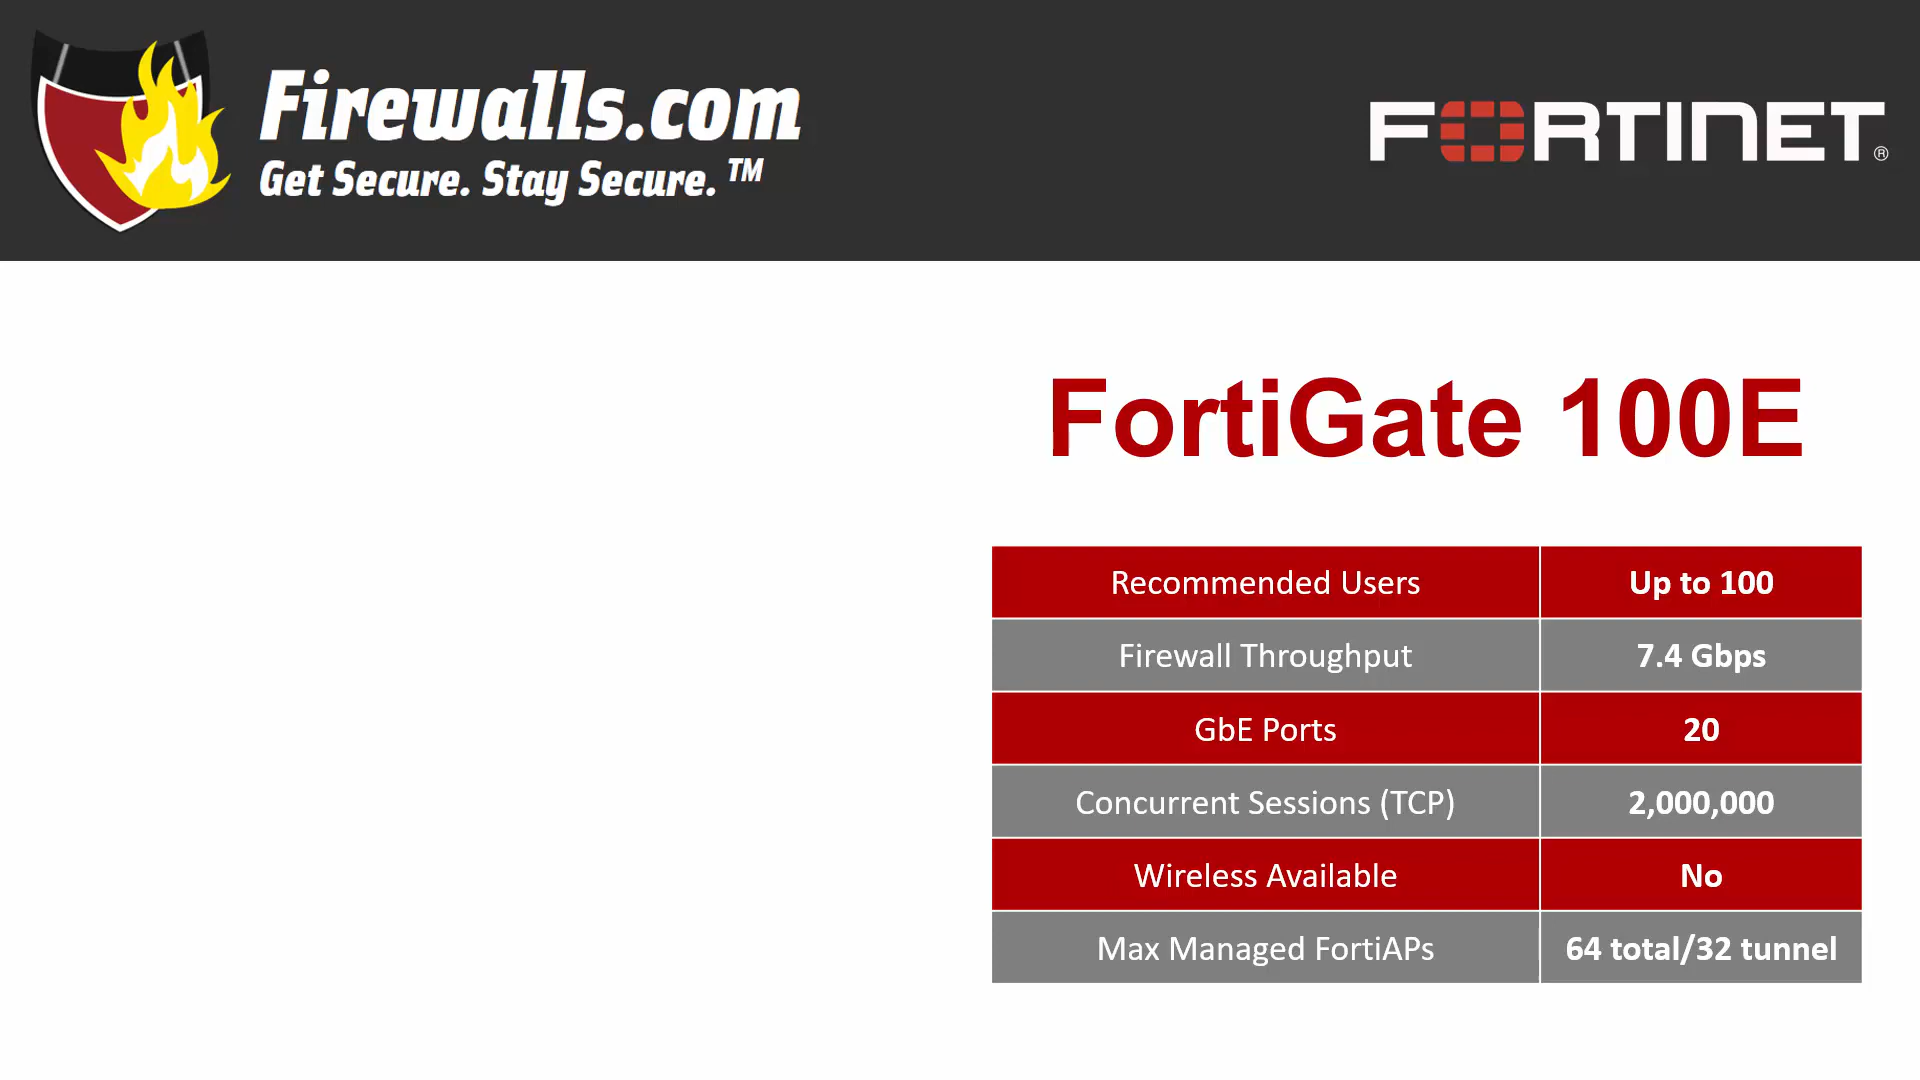 Firewalls.com
Get Secure. Stay Secure. ™
FORTINET®
FortiGate 100E
Recommended Users Up to 100
Firewall Throughput 7.4 Gbps
GbE Ports 20
Concurrent Sessions (TCP) 2,000,000
Wireless Available No
Max Managed FortiAPs 64 total/32 tunnel